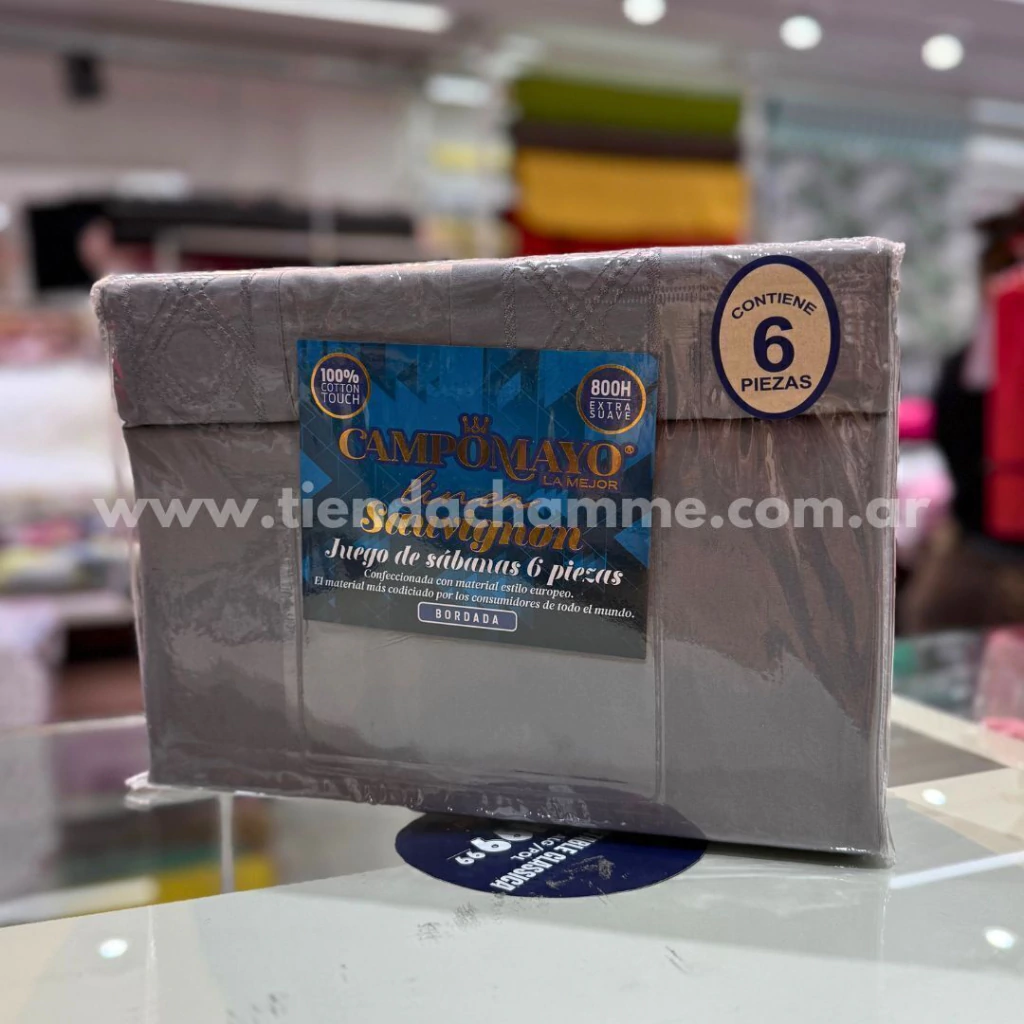 CONTIENE
6
PIEZAS
100%
COTTON
TOUCH
800H
EXTRA
SUAVE
CAMPOMAYO®
LA MEJOR
linea
www.tiendachamme.com.ar
Sauvignon
Juego de sábanas 6 piezas
Confeccionada con material estilo europeo.
El material más codiciado por los consumidores de todo el mundo.
BORDADA
99
CLASSICA